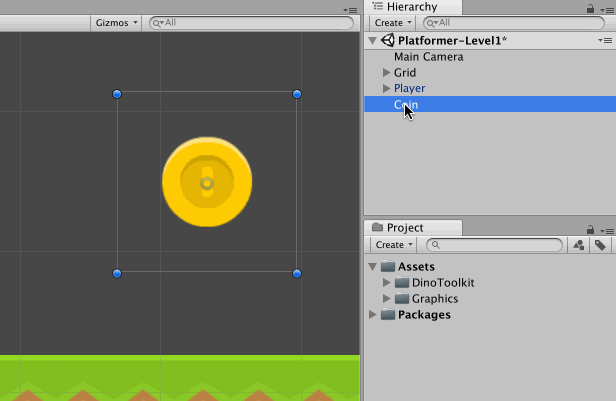 Gizmos
All
Hierarchy
Create
All
Platformer-Level1*
Main Camera
Grid
Player
Coin
Project
Create
Assets
DinoToolkit
Graphics
Packages